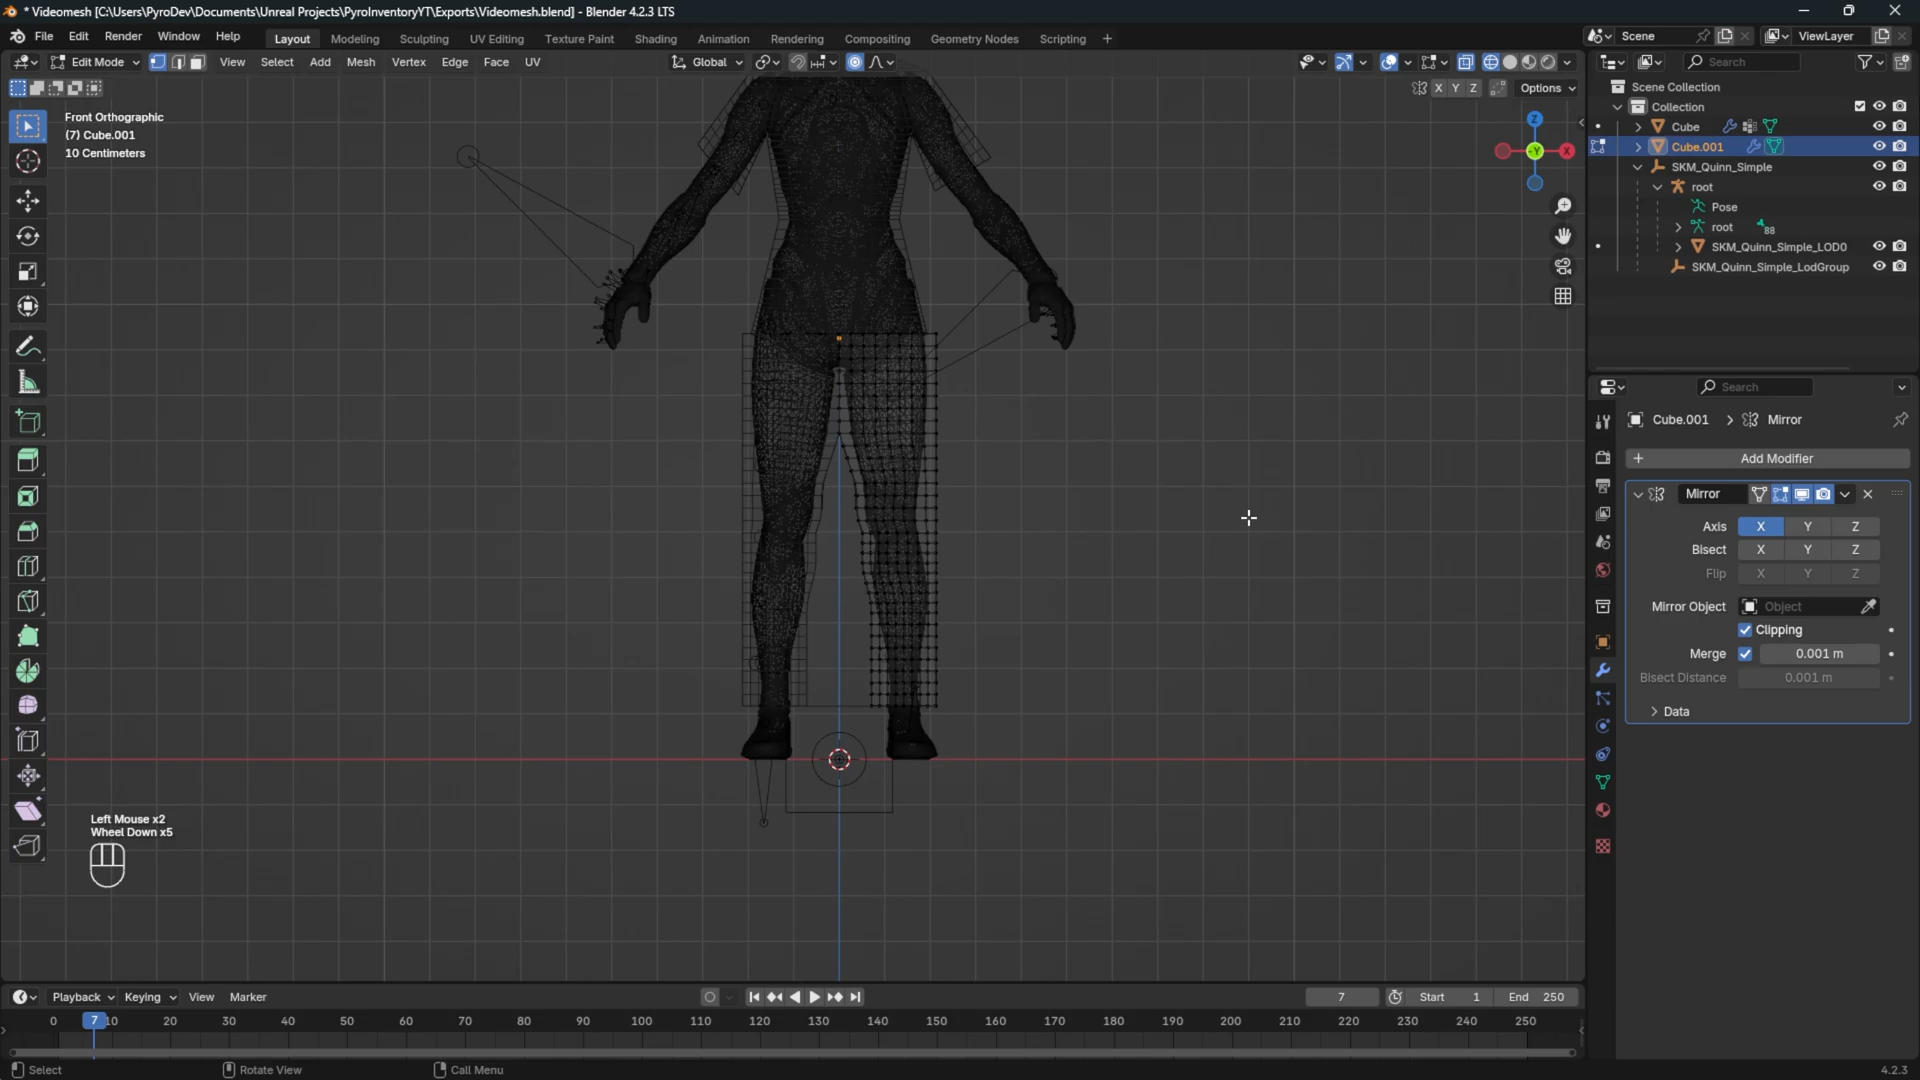 * Videomesh [C:\Users\PyroDev\Documents\Unreal Projects\PyroInventoryYT\Exports\Videomesh.blend] - Blender 4.2.3 LTS
File Edit Render Window Help Layout Modeling Sculpting UV Editing Texture Paint Shading Animation Rendering Compositing Geometry Nodes Scripting + Scene ViewLayer
Edit Mode View Select Add Mesh Vertex Edge Face UV Global Search
X Y Z Options
Scene Collection
Collection
Cube
Cube.001
SKM_Quinn_Simple
root
Pose
root 88
SKM_Quinn_Simple_LOD0
SKM_Quinn_Simple_LodGroup
Front Orthographic
(7) Cube.001
10 Centimeters
Z
-Y
X
Search
Cube.001 > Mirror
+ Add Modifier
Mirror
Axis X Y Z
Bisect X Y Z
Flip X Y Z
Mirror Object Object
Clipping
Merge 0.001 m
Bisect Distance 0.001 m
Data
Left Mouse x2
Wheel Down x5
Playback Keying View Marker 7 Start 1 End 250
0 7 10 20 30 40 50 60 70 80 90 100 110 120 130 140 150 160 170 180 190 200 210 220 230 240 250
Select Rotate View Call Menu 4.2.3